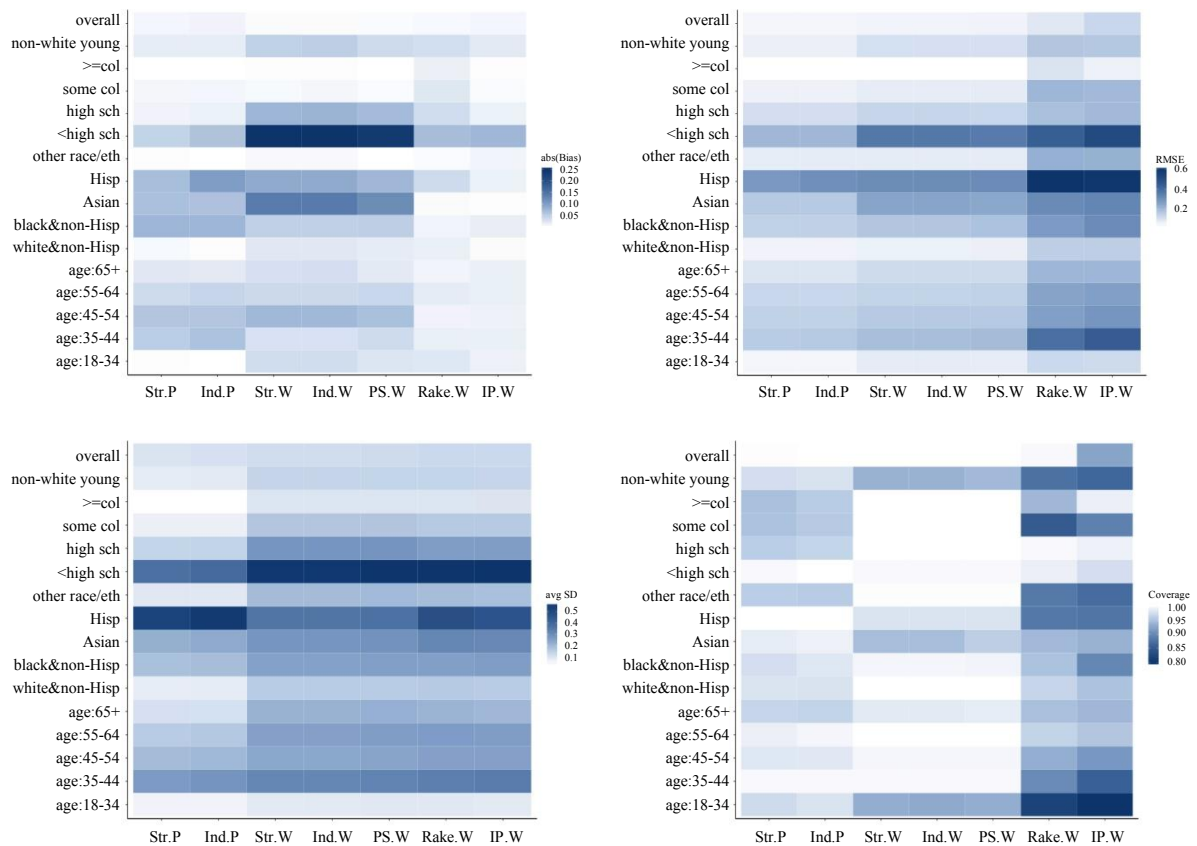 overall
non-white young
>=col
some col
high sch
<high sch
other race/eth
Hisp
Asian
black&non-Hisp
white&non-Hisp
age:65+
age:55-64
age:45-54
age:35-44
age:18-34
Str.P Ind.P Str.W Ind.W PS.W Rake.W IP.W
abs(Bias)
0.25
0.20
0.15
0.10
0.05
overall
non-white young
>=col
some col
high sch
<high sch
other race/eth
Hisp
Asian
black&non-Hisp
white&non-Hisp
age:65+
age:55-64
age:45-54
age:35-44
age:18-34
Str.P Ind.P Str.W Ind.W PS.W Rake.W IP.W
RMSE
0.6
0.4
0.2
overall
non-white young
>=col
some col
high sch
<high sch
other race/eth
Hisp
Asian
black&non-Hisp
white&non-Hisp
age:65+
age:55-64
age:45-54
age:35-44
age:18-34
Str.P Ind.P Str.W Ind.W PS.W Rake.W IP.W
avg SD
0.5
0.4
0.3
0.2
0.1
overall
non-white young
>=col
some col
high sch
<high sch
other race/eth
Hisp
Asian
black&non-Hisp
white&non-Hisp
age:65+
age:55-64
age:45-54
age:35-44
age:18-34
Str.P Ind.P Str.W Ind.W PS.W Rake.W IP.W
Coverage
1.00
0.95
0.90
0.85
0.80